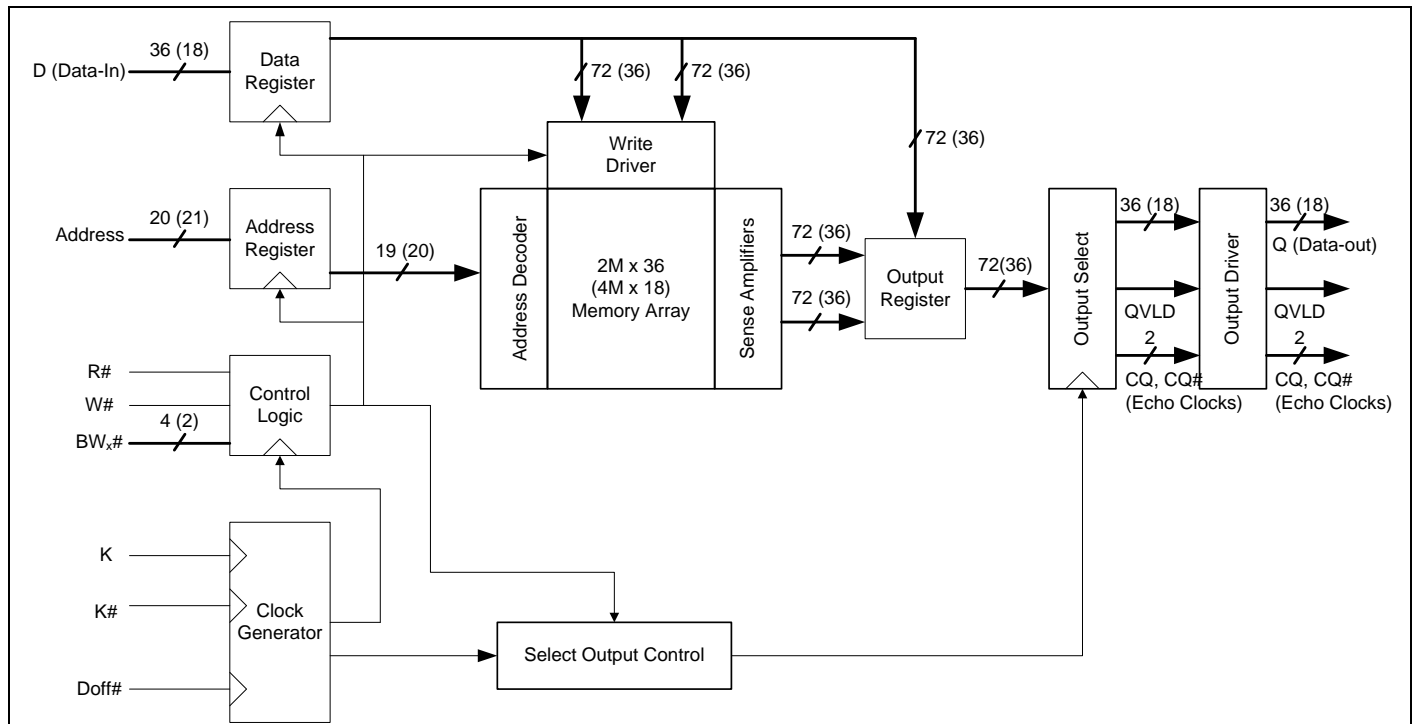 36 (18)
D (Data-In)
Data
Register
72 (36)
72 (36)
72 (36)
Write
Driver
20 (21)
Address
Address
Register
19 (20)
Address Decoder
2M x 36
(4M x 18)
Memory Array
Sense Amplifiers
72 (36)
72 (36)
Output
Register
72(36)
Output Select
36 (18)
QVLD
2
CQ, CQ#
(Echo Clocks)
Output Driver
36 (18)
Q (Data-out)
QVLD
2
CQ, CQ#
(Echo Clocks)
R#
W#
4 (2)
BWx#
Control
Logic
K
K#
Doff#
Clock
Generator
Select Output Control